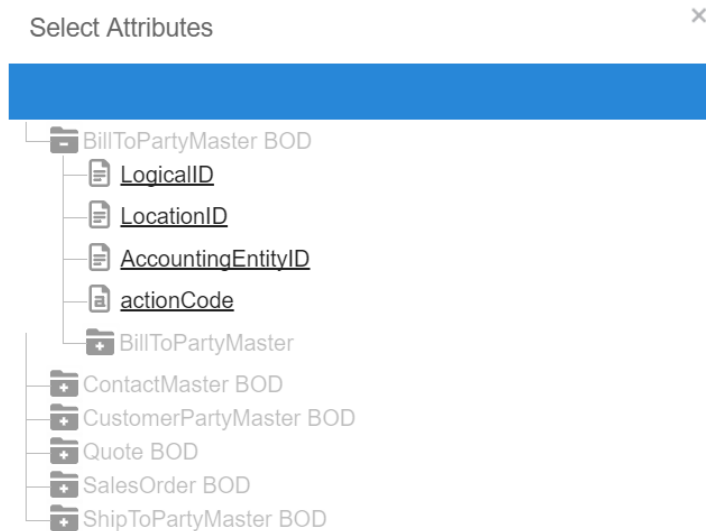 Select Attributes
BillToPartyMaster BOD
LogicalID
LocationID
AccountingEntityID
actionCode
BillToPartyMaster
ContactMaster BOD
CustomerPartyMaster BOD
Quote BOD
SalesOrder BOD
ShipToPartyMaster BOD